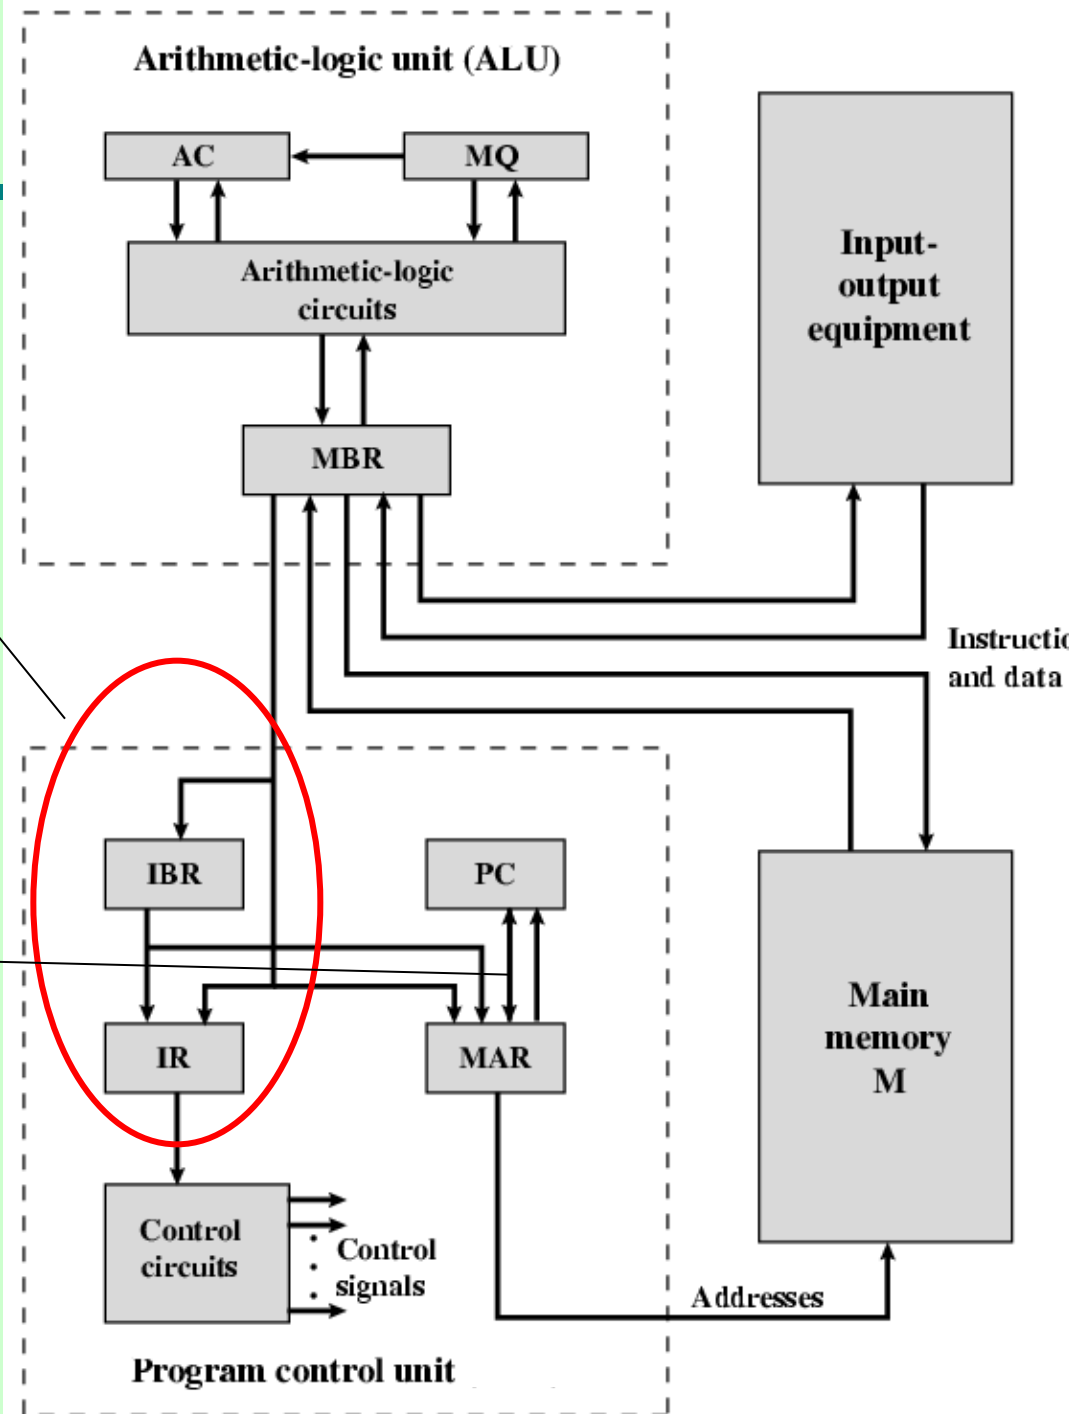 Arithmetic-logic unit (ALU)
AC
MQ
Arithmetic-logic
circuits
Input-
output
equipment
MBR
Instructio
and data
IBR
PC
IR
MAR
Main
memory
M
Control
circuits
Control
signals
Addresses
Program control unit